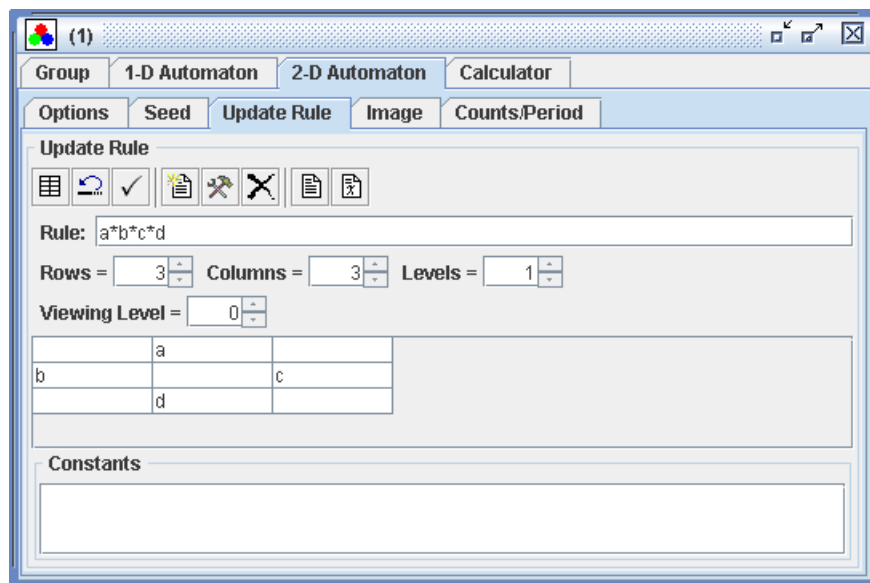 (1)
Group 1-D Automaton 2-D Automaton Calculator
Options Seed Update Rule Image Counts/Period
Update Rule
Rule: a*b*c*d
Rows = 3 Columns = 3 Levels = 1
Viewing Level = 0
a
b c
d
Constants